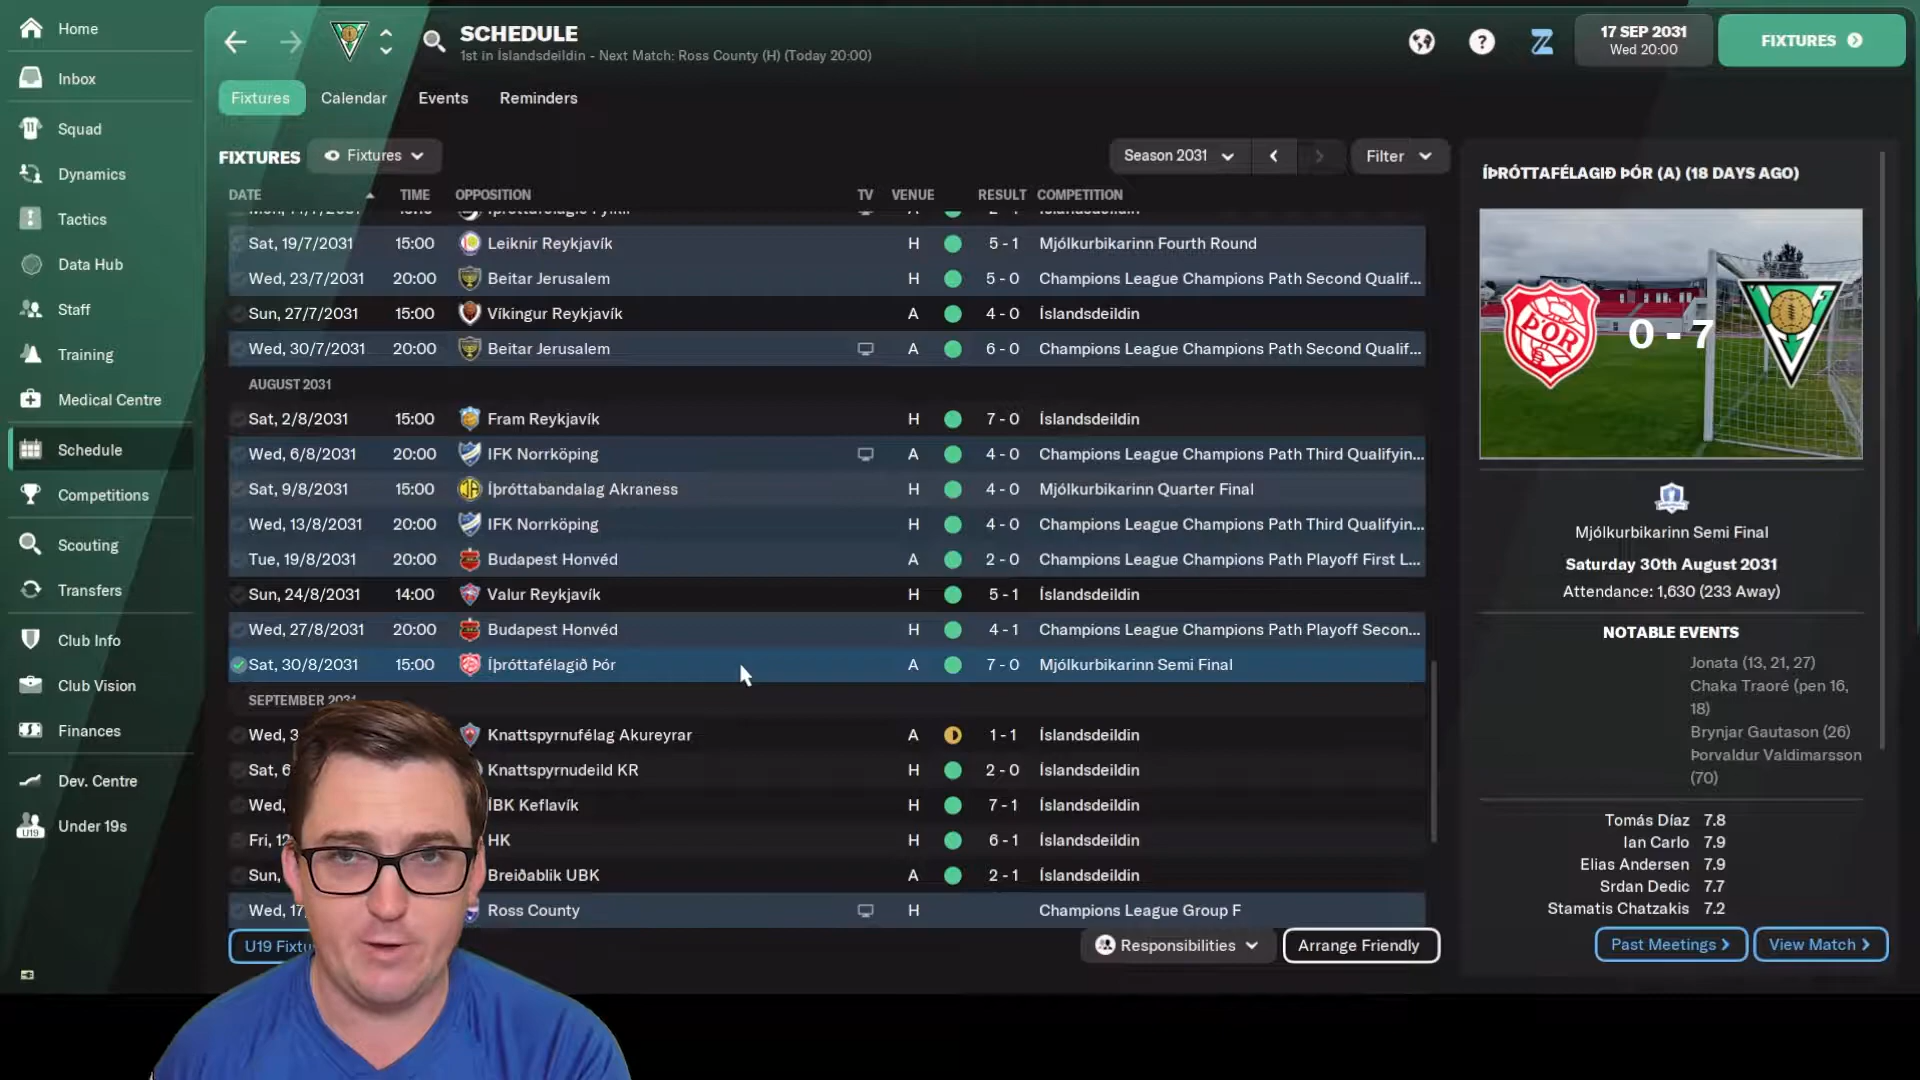 Home
Inbox
Squad
Dynamics
Tactics
Data Hub
Staff
Training
Medical Centre
Schedule
Competitions
Scouting
Transfers
Club Info
Club Vision
Finances
Dev. Centre
U19
Under 19s
SCHEDULE
1st in Íslandsdeildin - Next Match: Ross County (H) (Today 20:00)
17 SEP 2031
Wed 20:00
FIXTURES
Fixtures Calendar Events Reminders
FIXTURES Fixtures
Season 2031 Filter
DATE TIME OPPOSITION TV VENUE RESULT COMPETITION
Sat, 19/7/2031 15:00 Leiknir Reykjavík H 5 - 1 Mjólkurbikarinn Fourth Round
Wed, 23/7/2031 20:00 Beitar Jerusalem H 5 - 0 Champions League Champions Path Second Qualif...
Sun, 27/7/2031 15:00 Víkingur Reykjavík A 4 - 0 Íslandsdeildin
Wed, 30/7/2031 20:00 Beitar Jerusalem A 6 - 0 Champions League Champions Path Second Qualif...
AUGUST 2031
Sat, 2/8/2031 15:00 Fram Reykjavík H 7 - 0 Íslandsdeildin
Wed, 6/8/2031 20:00 IFK Norrköping A 4 - 0 Champions League Champions Path Third Qualifyin...
Sat, 9/8/2031 15:00 Íþróttabandalag Akraness H 4 - 0 Mjólkurbikarinn Quarter Final
Wed, 13/8/2031 20:00 IFK Norrköping H 4 - 0 Champions League Champions Path Third Qualifyin...
Tue, 19/8/2031 20:00 Budapest Honvéd A 2 - 0 Champions League Champions Path Playoff First L...
Sun, 24/8/2031 14:00 Valur Reykjavík H 5 - 1 Íslandsdeildin
Wed, 27/8/2031 20:00 Budapest Honvéd H 4 - 1 Champions League Champions Path Playoff Secon...
Sat, 30/8/2031 15:00 Íþróttafélagið Þór A 7 - 0 Mjólkurbikarinn Semi Final
SEPTEMBER 2031
Wed, 3 Knattspyrnufélag Akureyrar A 1 - 1 Íslandsdeildin
Sat, 6 Knattspyrnudeild KR H 2 - 0 Íslandsdeildin
Wed, ÍBK Keflavík H 7 - 1 Íslandsdeildin
Fri, 12 HK H 6 - 1 Íslandsdeildin
Sun, Breiðablik UBK A 2 - 1 Íslandsdeildin
Wed, 17 Ross County H Champions League Group F
U19 Fixtu
Responsibilities Arrange Friendly
ÍÞRÓTTAFÉLAGIÐ ÞÓR (A) (18 DAYS AGO)
ÞÓR
0 - 7
Mjólkurbikarinn Semi Final
Saturday 30th August 2031
Attendance: 1,630 (233 Away)
NOTABLE EVENTS
Jonata (13, 21, 27)
Chaka Traoré (pen 16,
18)
Brynjar Gautason (26)
Þorvaldur Valdimarsson
(70)
Tomás Díaz 7.8
Ian Carlo 7.9
Elias Andersen 7.9
Srdan Dedic 7.7
Stamatis Chatzakis 7.2
Past Meetings View Match